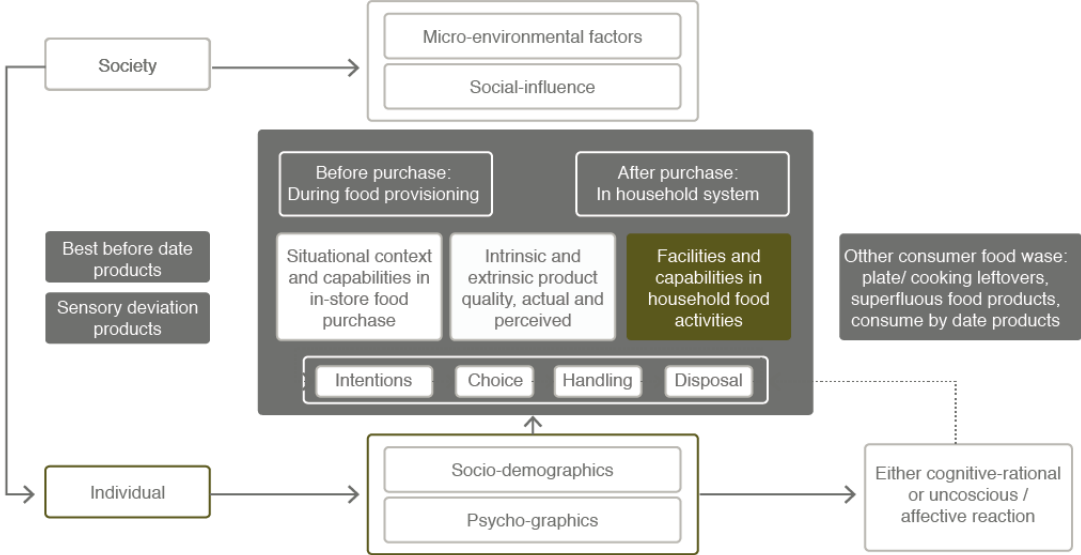 Society
Micro-environmental factors
Social-influence
Before purchase:
During food provisioning
After purchase:
In household system
Best before date
products
Sensory deviation
products
Situational context
and capabilities in
in-store food
purchase
Intrinsic and
extrinsic product
quality, actual and
perceived
Facilities and
capabilities in
household food
activities
Otther consumer food wase:
plate/ cooking leftovers,
superfluous food products,
consume by date products
Intentions
Choice
Handling
Disposal
Individual
Socio-demographics
Psycho-graphics
Either cognitive-rational
or uncoscious /
affective reaction